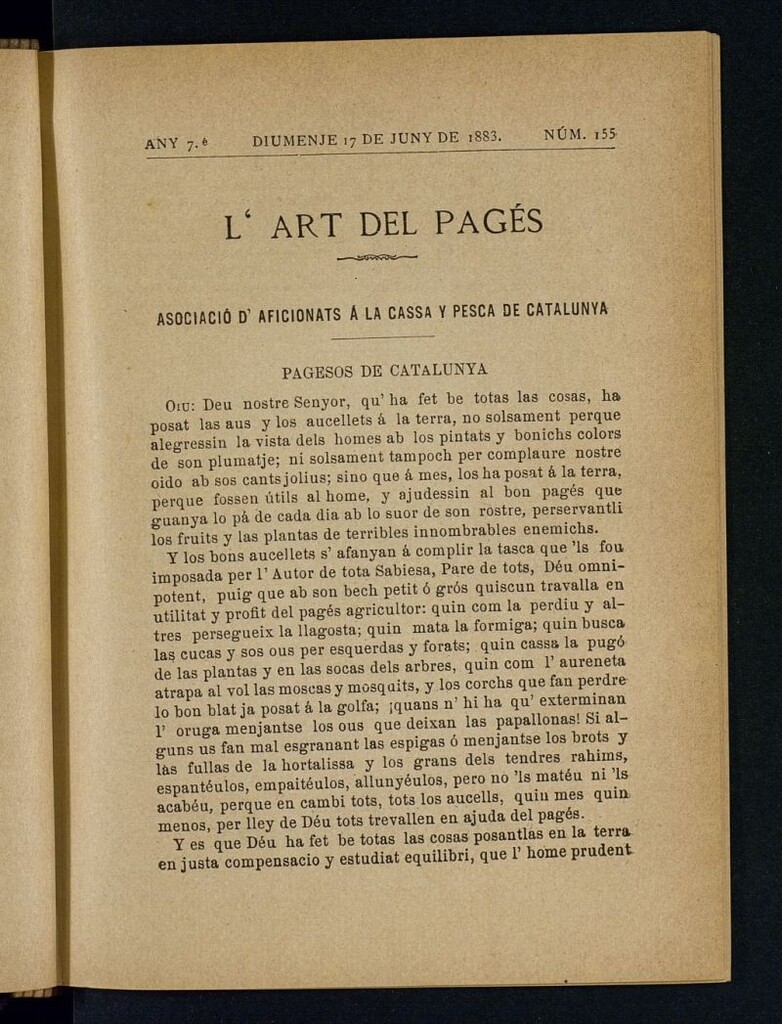 ANY 7.è DIUMENJE 17 DE JUNY DE 1883. NÚM. 155
L‘ ART DEL PAGÉS
ASOCIACIÓ D’ AFICIONATS Á LA CASSA Y PESCA DE CATALUNYA
PAGESOS DE CATALUNYA
OIU: Deu nostre Senyor, qu’ ha fet be totas las cosas, ha
posat las aus y los aucellets á la terra, no solsament perque
alegressin la vista dels homes ab los pintats y bonichs colors
de son plumatje; ni solsament tampoch per complaure nostre
oido ab sos cants jolius; sino que á mes, los ha posat á la terra,
perque fossen útils al home, y ajudessin al bon pagés que
guanya lo pá de cada dia ab lo suor de son rostre, perservantli
los fruits y las plantas de terribles innombrables enemichs.
Y los bons aucellets s’ afanyan á complir la tasca que ’ls fou
imposada per l’ Autor de tota Sabiesa, Pare de tots, Déu omni-
potent, puig que ab son bech petit ó grós quiscun travalla en
utilitat y profit del pagés agricultor: quin com la perdiu y al-
tres persegueix la llagosta; quin mata la formiga; quin busca
las cucas y sos ous per esquerdas y forats; quin cassa la pugó
de las plantas y en las socas dels arbres, quin com l’ aureneta
atrapa al vol las moscas y mosquits, y los corchs que fan perdre
lo bon blat ja posat á la golfa; ¡quans n’ hi ha qu’ exterminan
l’ oruga menjantse los ous que deixan las papallonas! Si al-
guns us fan mal esgranant las espigas ó menjantse los brots y
làs fullas de la hortalissa y los grans dels tendres rahims,
espantéulos, empaitéulos, allunyéulos, pero no ’ls matéu ni ’ls
acabéu, perque en cambi tots, tots los aucells, quin mes quin
menos, per lley de Déu tots trevallen en ajuda del pagés.
Y es que Déu ha fet be totas las cosas posantlas en la terra
en justa compensacio y estudiat equilibri, que l’ home prudent